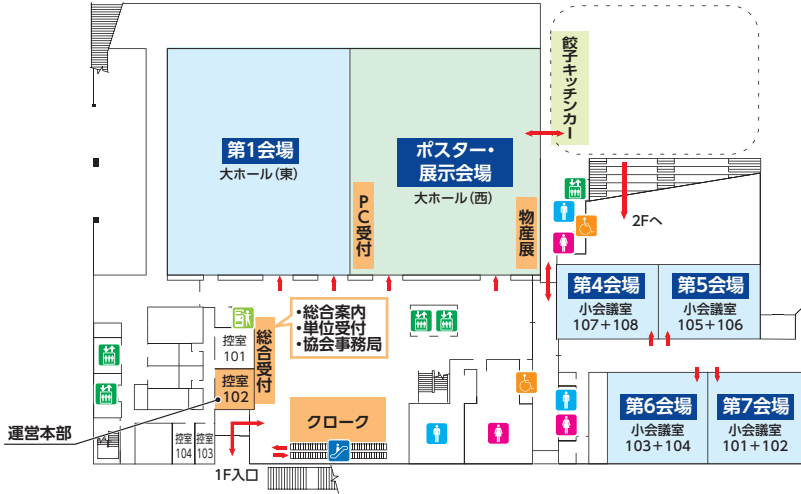 餃子キッチンカー
第1会場
大ホール(東)
ポスター・
展示会場
大ホール(西)
PC受付
物産展
2Fへ
第4会場
小会議室
107+108
第5会場
小会議室
105+106
・総合案内
・単位受付
・協会事務局
総合受付
控室
101
控室
102
運営本部
控室
104
控室
103
クローク
1F入口
第6会場
小会議室
103+104
第7会場
小会議室
101+102